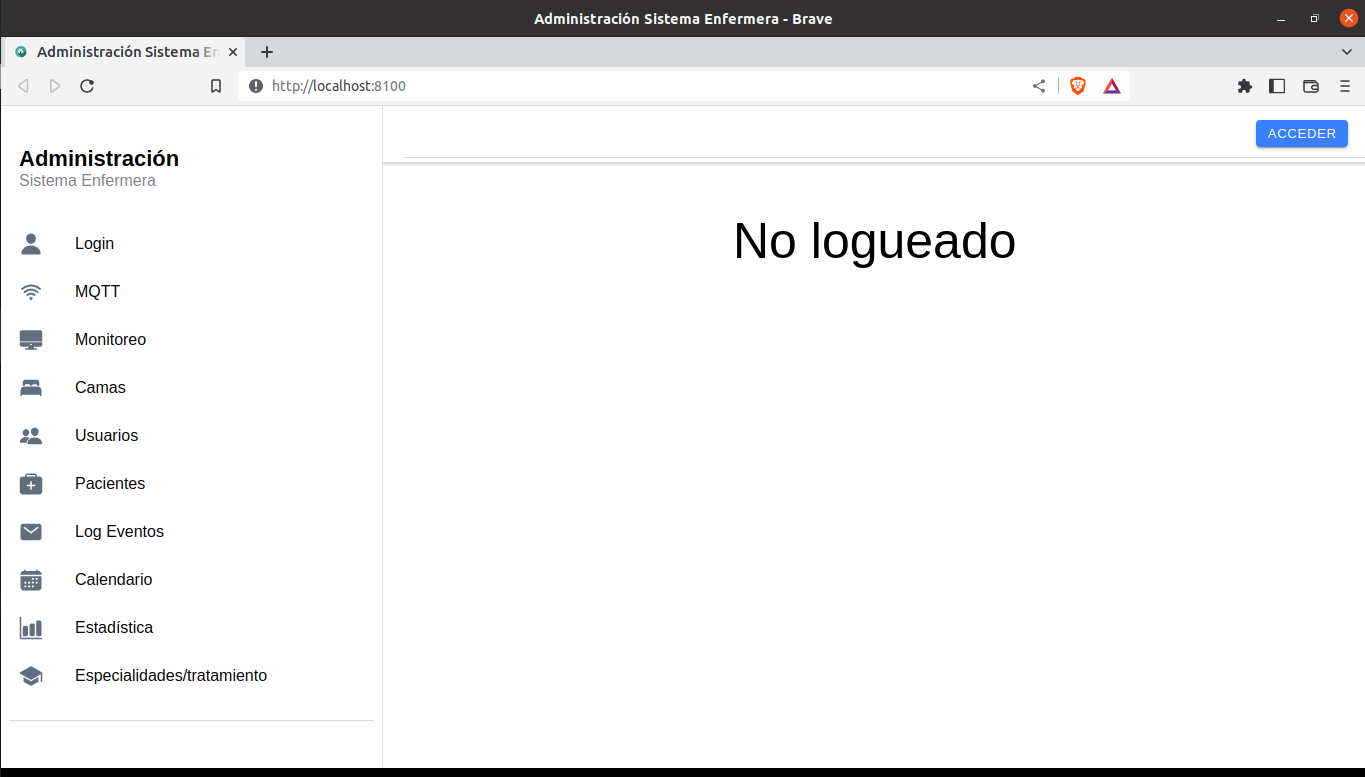 Administración Sistema Enfermera - Brave
Administración Sistema En
http://localhost:8100
ACCEDER
Administración
Sistema Enfermera
No logueado
Login
MQTT
Monitoreo
Camas
Usuarios
Pacientes
Log Eventos
Calendario
Estadística
Especialidades/tratamiento